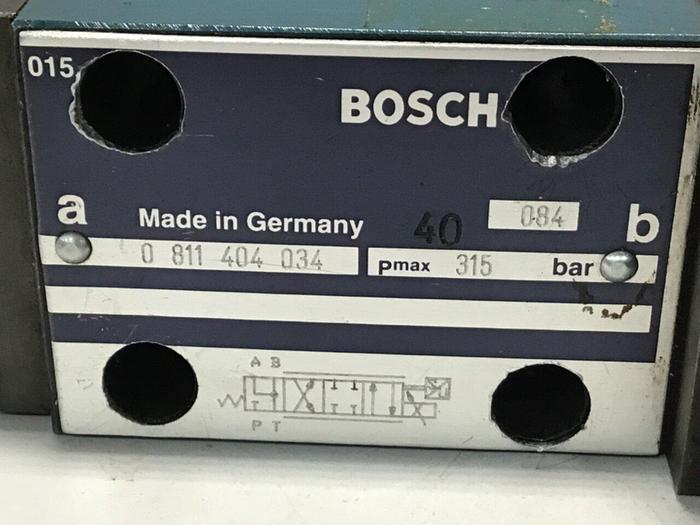 015
BOSCH
a
Made in Germany
40
084
b
0 811 404 034
pmax 315 bar
A B
P T